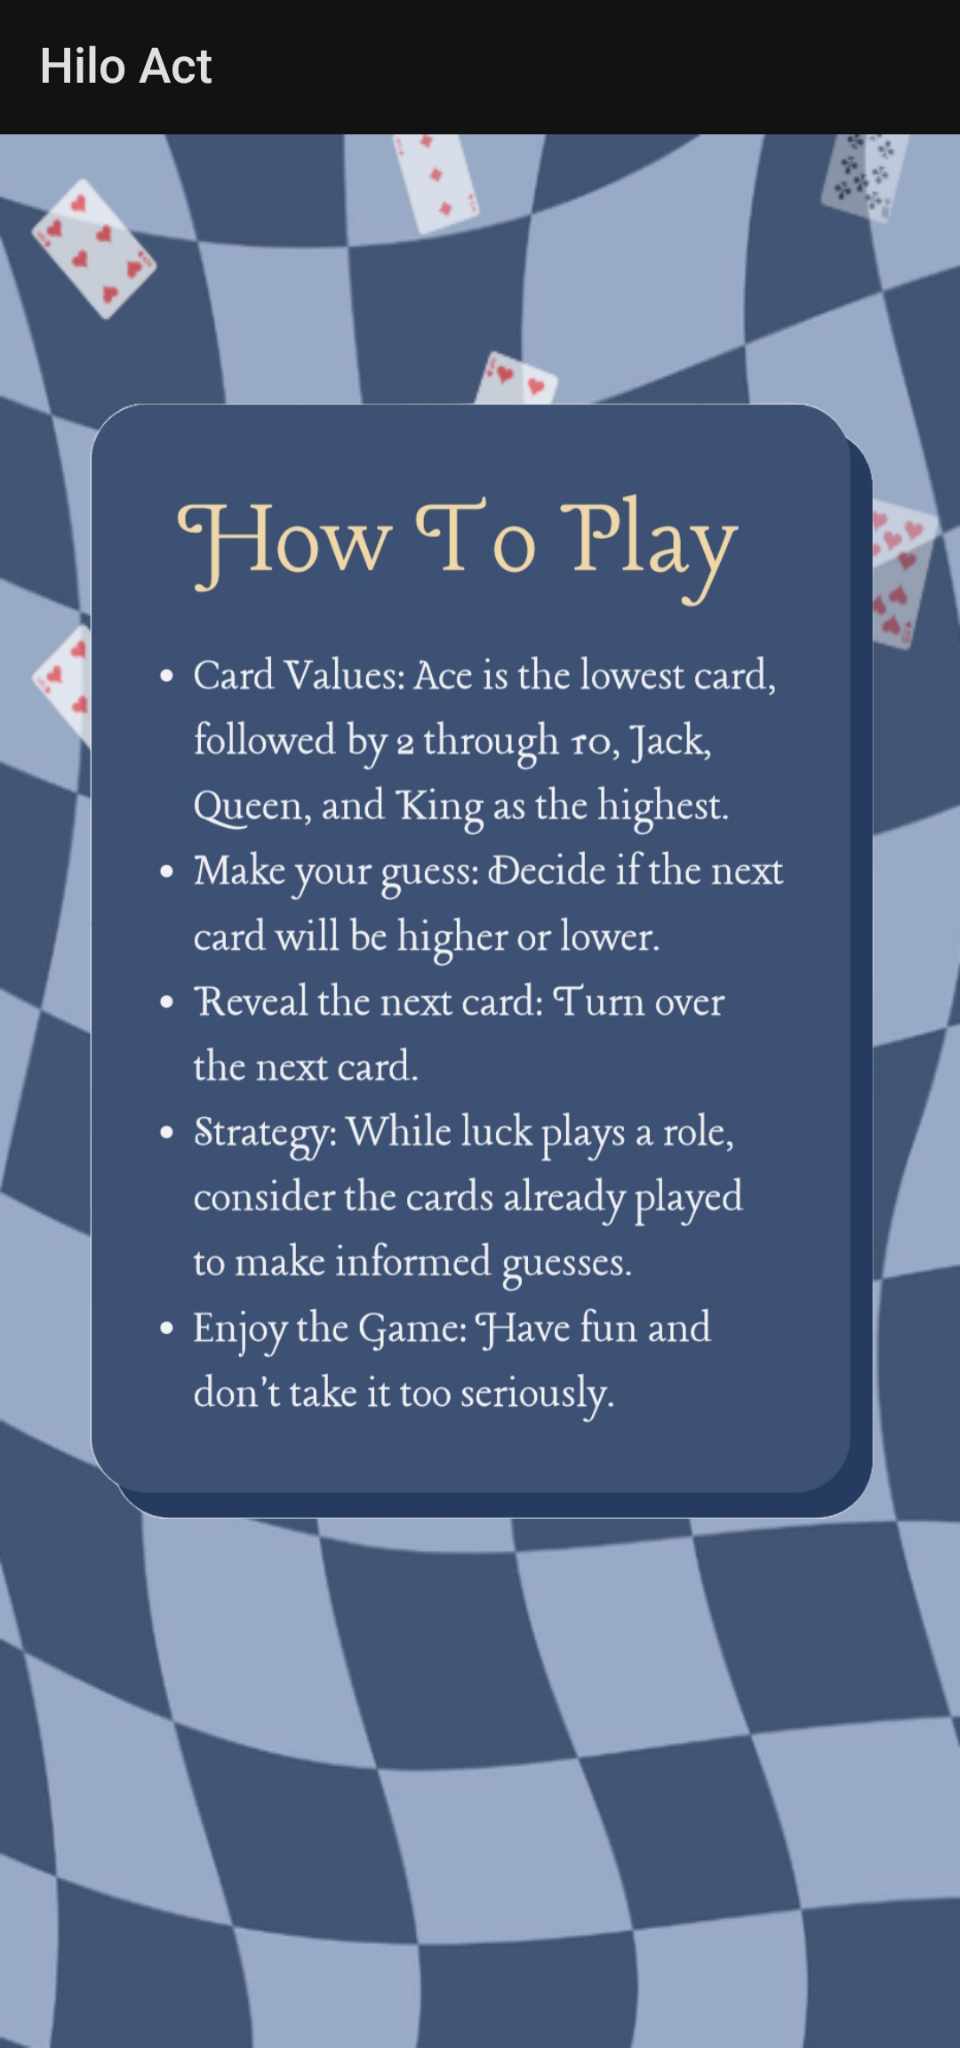 Hilo Act
How To Play
• Card Values: Ace is the lowest card,
followed by 2 through 10, Jack,
Queen, and King as the highest.
• Make your guess: Decide if the next
card will be higher or lower.
• Reveal the next card: Turn over
the next card.
• Strategy: While luck plays a role,
consider the cards already played
to make informed guesses.
• Enjoy the Game: Have fun and
don't take it too seriously.